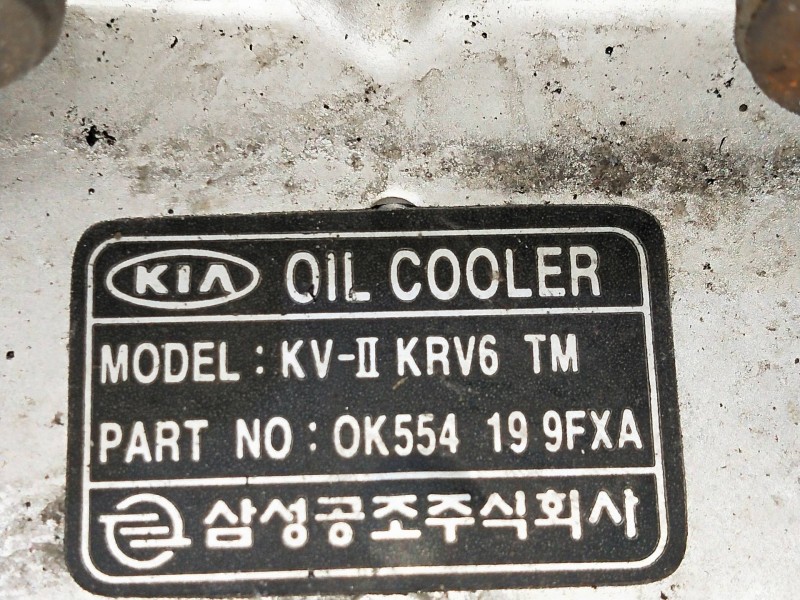 KIA OIL COOLER
MODEL : KV-II KRV6 TM
PART NO : OK554 19 9FXA
삼성공조주식회사